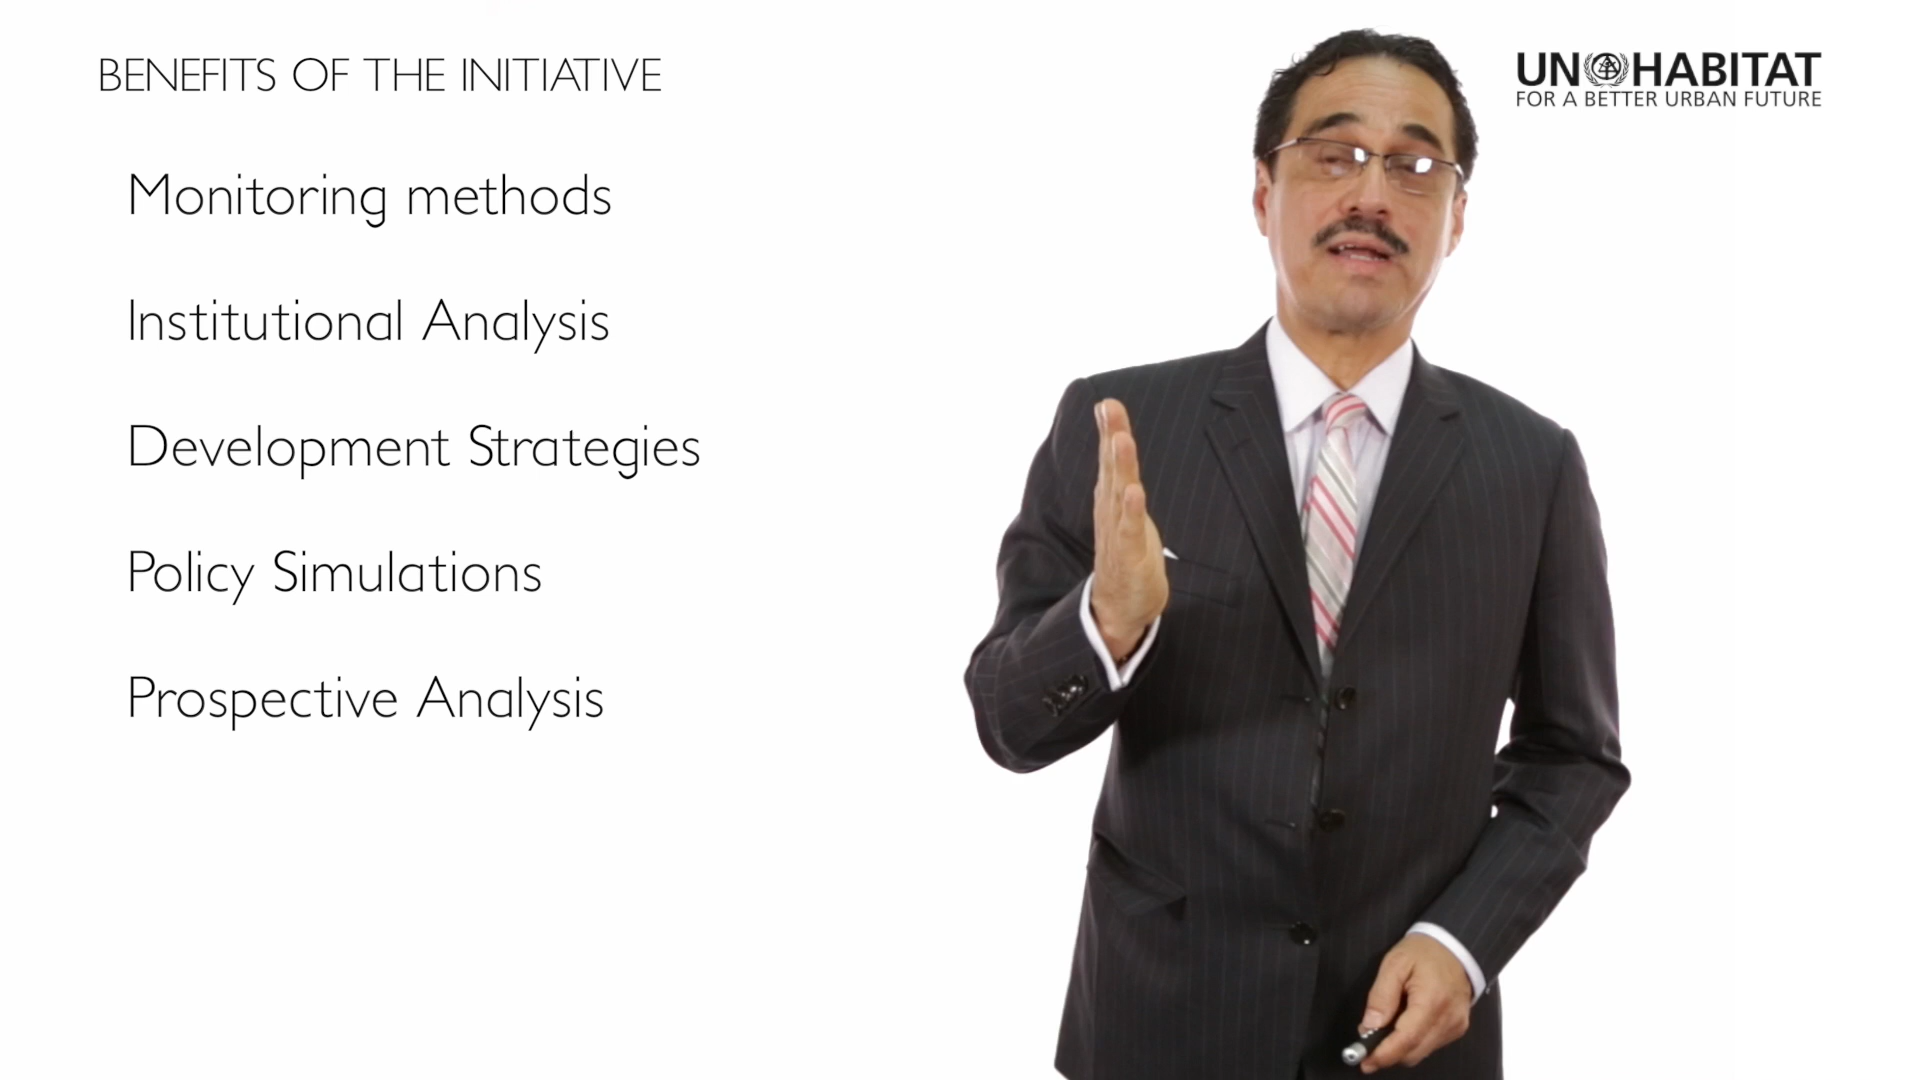 BENEFITS OF THE INITIATIVE
UN HABITAT
FOR A BETTER URBAN FUTURE
Monitoring methods
Institutional Analysis
Development Strategies
Policy Simulations
Prospective Analysis